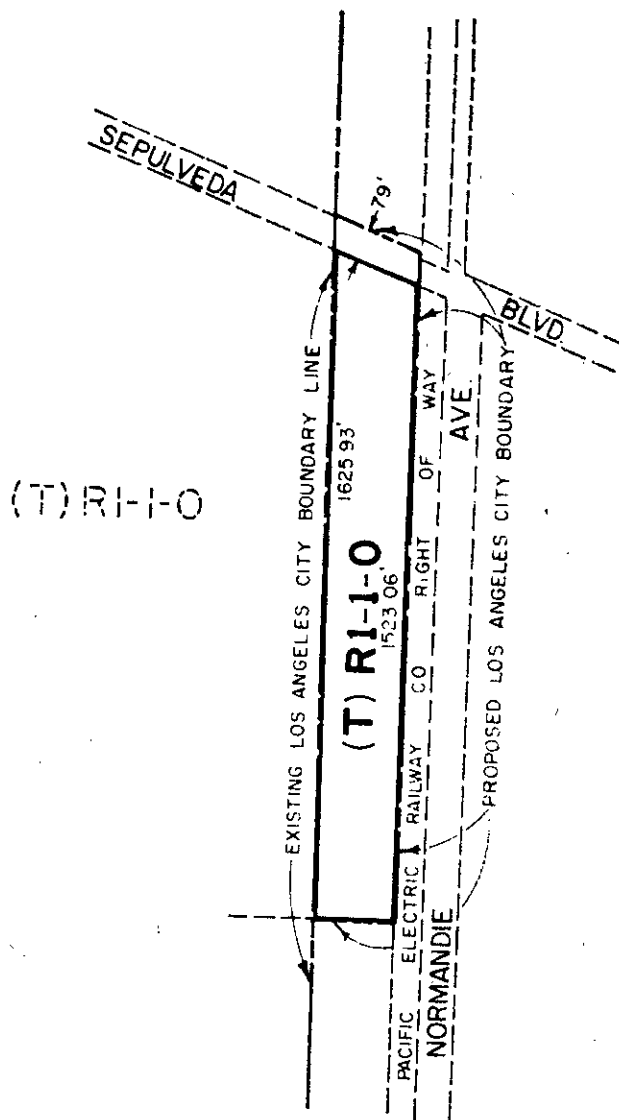 SEPULVEDA
79'
BLVD
EXISTING LOS ANGELES CITY BOUNDARY LINE
1625 93'
(T) R1-1-O
(T) R1-1-O
1523 06'
PACIFIC ELECTRIC RAILWAY CO RIGHT OF WAY
NORMANDIE AVE.
PROPOSED LOS ANGELES CITY BOUNDARY